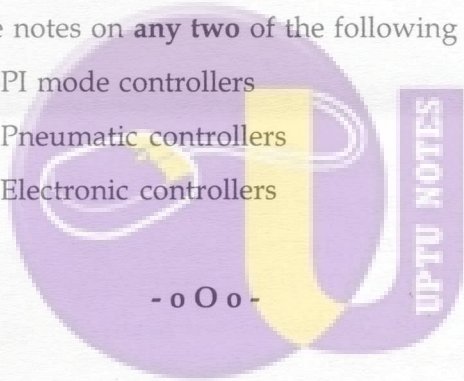 e notes on any two of the following
PI mode controllers
Pneumatic controllers
Electronic controllers
- o O o -
UPTU NOTES